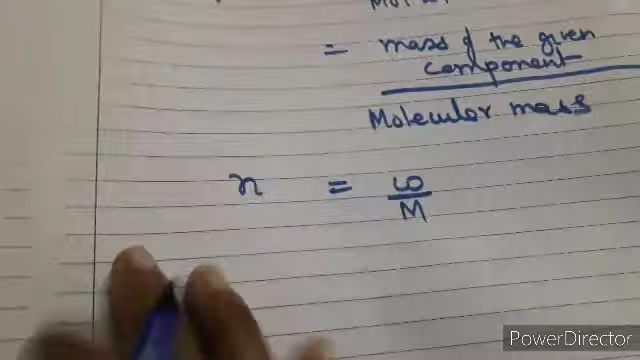 = mass of the given
component
Molecular mass
n = w
M
PowerDirector